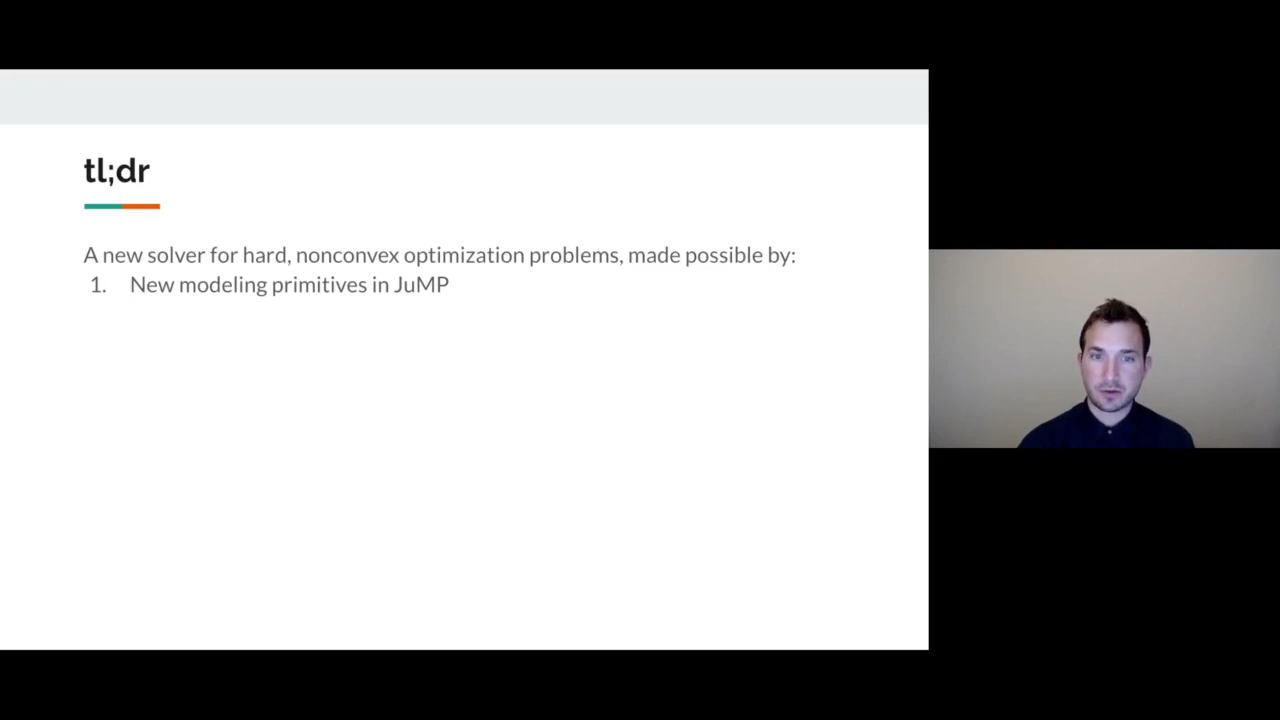 tl;dr
A new solver for hard, nonconvex optimization problems, made possible by:
1. New modeling primitives in JuMP